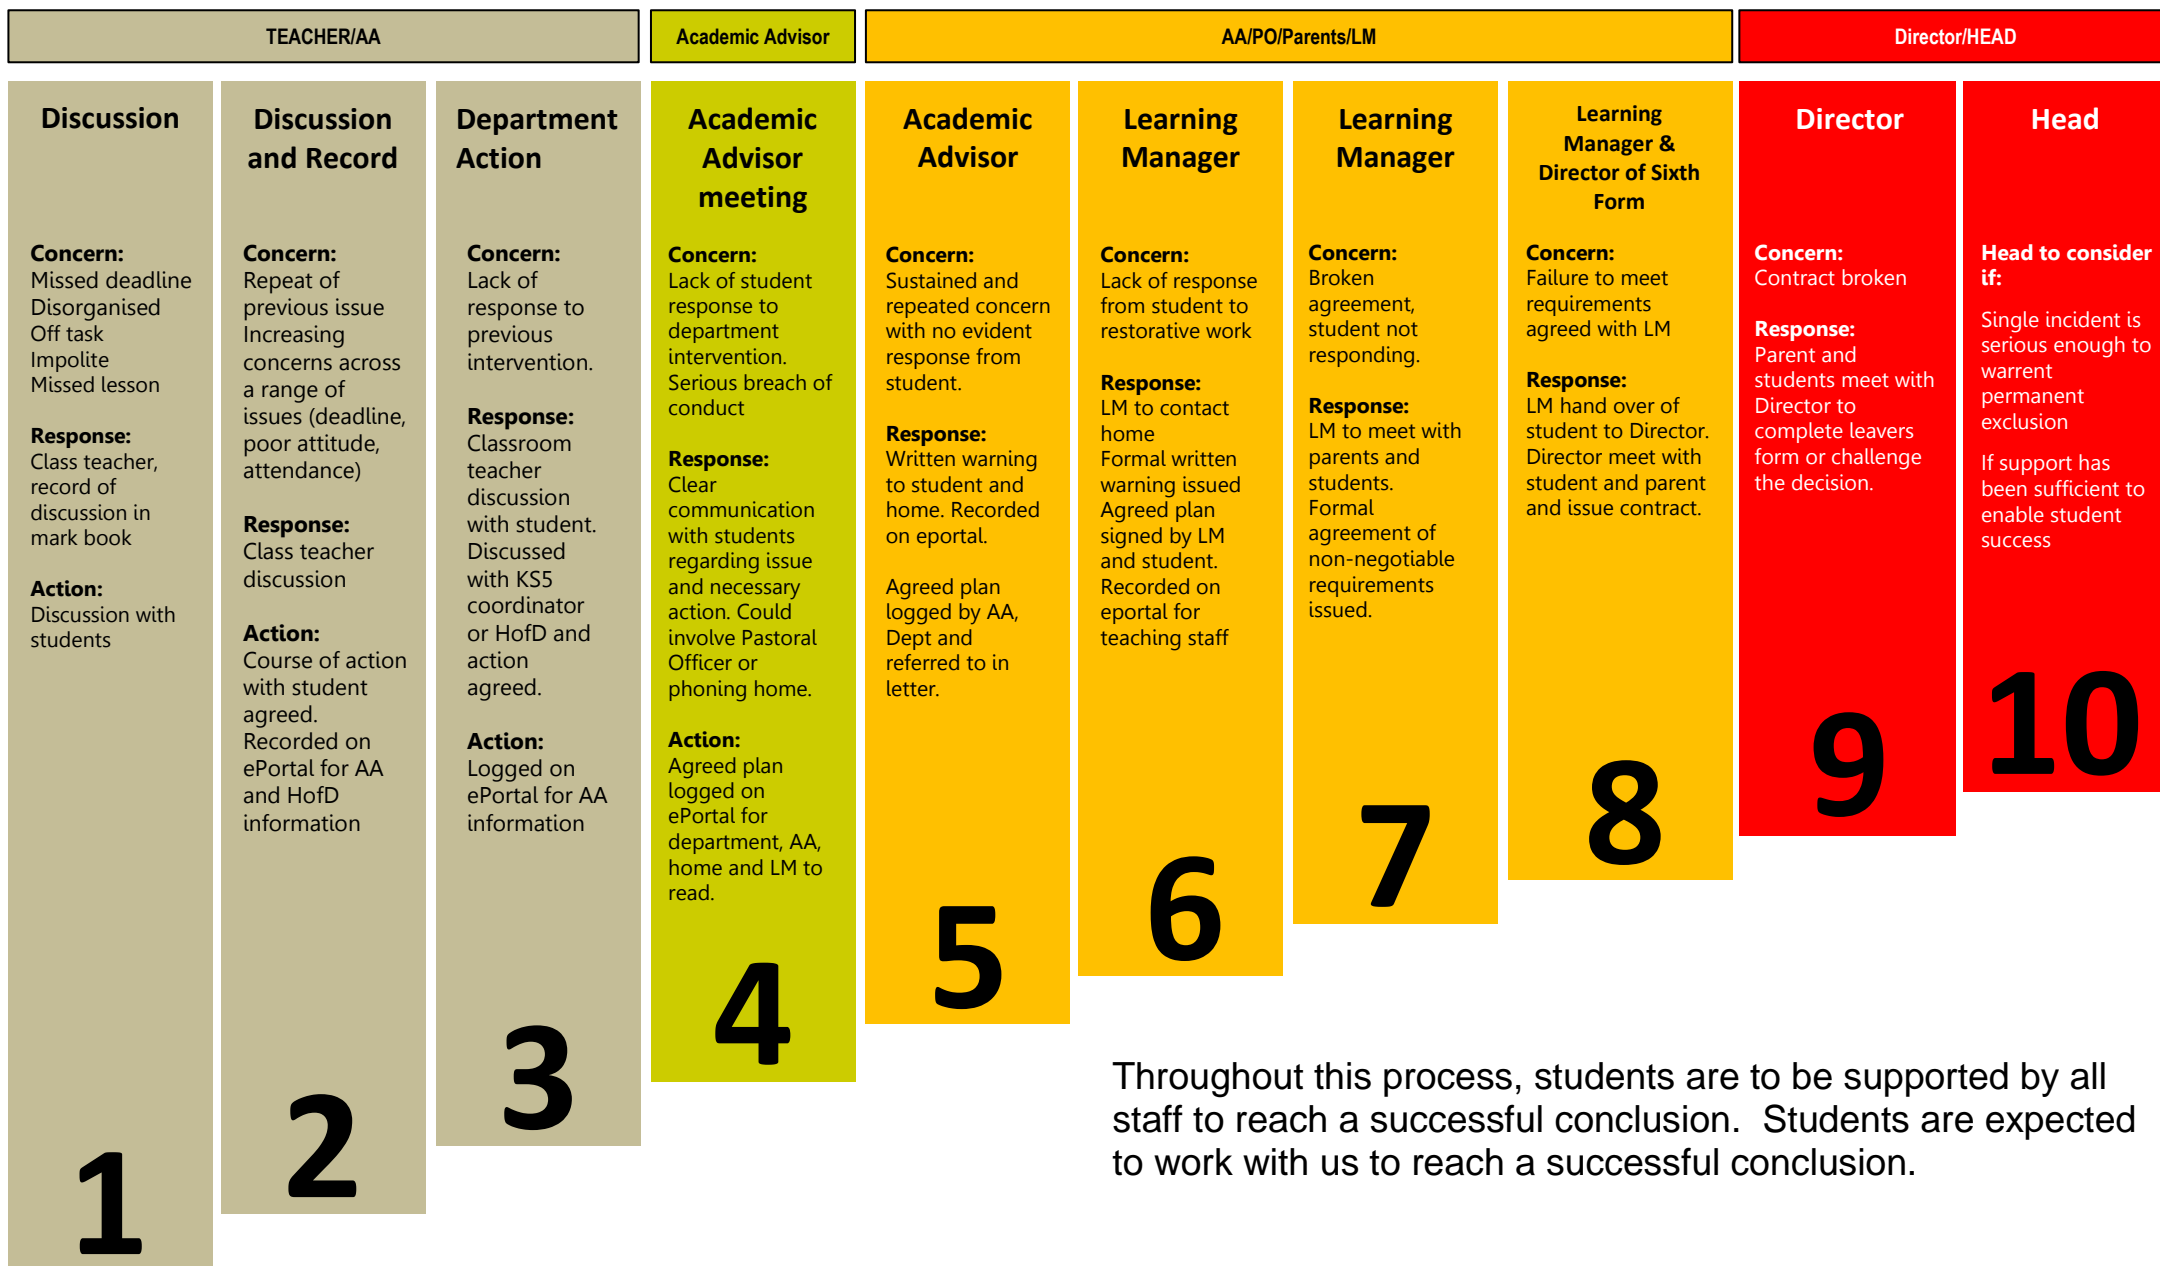 TEACHER/AA
Academic Advisor
AA/PO/Parents/LM
Director/HEAD
Discussion
Concern:
Missed deadline
Disorganised
Off task
Impolite
Missed lesson
Response:
Class teacher,
record of
discussion in
mark book
Action:
Discussion with
students
1
Discussion
and Record
Concern:
Repeat of
previous issue
Increasing
concerns across
a range of
issues (deadline,
poor attitude,
attendance)
Response:
Class teacher
discussion
Action:
Course of action
with student
agreed.
Recorded on
ePortal for AA
and HofD
information
2
Department
Action
Concern:
Lack of
response to
previous
intervention.
Response:
Classroom
teacher
discussion
with student.
Discussed
with KS5
coordinator
or HofD and
action
agreed.
Action:
Logged on
ePortal for AA
information
3
Academic
Advisor
meeting
Concern:
Lack of student
response to
department
intervention.
Serious breach of
conduct
Response:
Clear
communication
with students
regarding issue
and necessary
action. Could
involve Pastoral
Officer or
phoning home.
Action:
Agreed plan
logged on
ePortal for
department, AA,
home and LM to
read.
4
Academic
Advisor
Concern:
Sustained and
repeated concern
with no evident
response from
student.
Response:
Written warning
to student and
home. Recorded
on eportal.
Agreed plan
logged by AA,
Dept and
referred to in
letter.
5
Learning
Manager
Concern:
Lack of response
from student to
restorative work
Response:
LM to contact
home
Formal written
warning issued
Agreed plan
signed by LM
and student.
Recorded on
eportal for
teaching staff
6
Learning
Manager
Concern:
Broken
agreement,
student not
responding.
Response:
LM to meet with
parents and
students.
Formal
agreement of
non-negotiable
requirements
issued.
7
Learning
Manager &
Director of Sixth
Form
Concern:
Failure to meet
requirements
agreed with LM
Response:
LM hand over of
student to Director.
Director meet with
student and parent
and issue contract.
8
Director
Concern:
Contract broken
Response:
Parent and
students meet with
Director to
complete leavers
form or challenge
the decision.
9
Head
Head to consider
if:
Single incident is
serious enough to
warrent
permanent
exclusion
If support has
been sufficient to
enable student
success
10
Throughout this process, students are to be supported by all
staff to reach a successful conclusion.  Students are expected
to work with us to reach a successful conclusion.